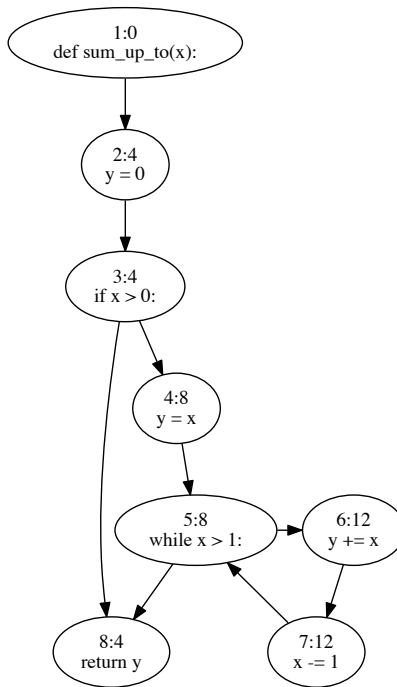 1:0
def sum_up_to(x):
2:4
y = 0
3:4
if x > 0:
4:8
y = x
5:8
while x > 1:
6:12
y += x
8:4
return y
7:12
x -= 1